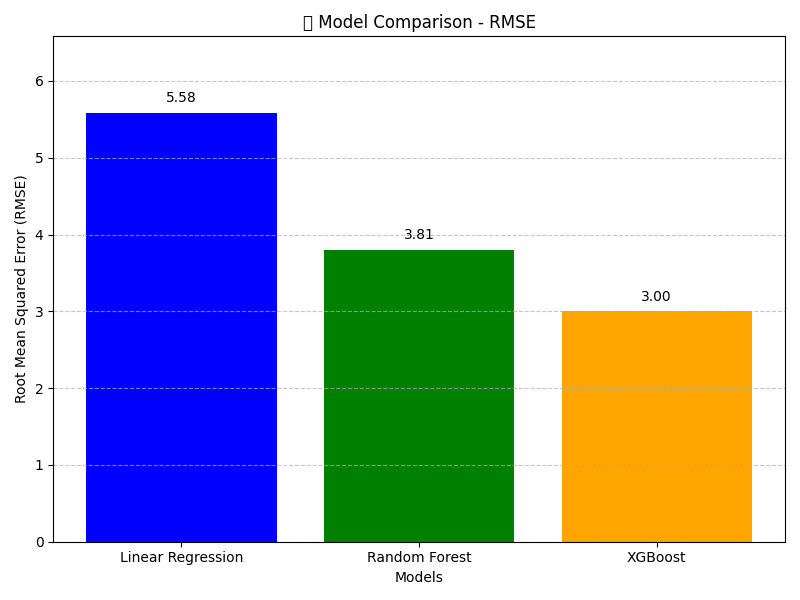 Model Comparison - RMSE
Root Mean Squared Error (RMSE)
6
5
4
3
2
1
0
5.58
3.81
3.00
Linear Regression
Random Forest
XGBoost
Models